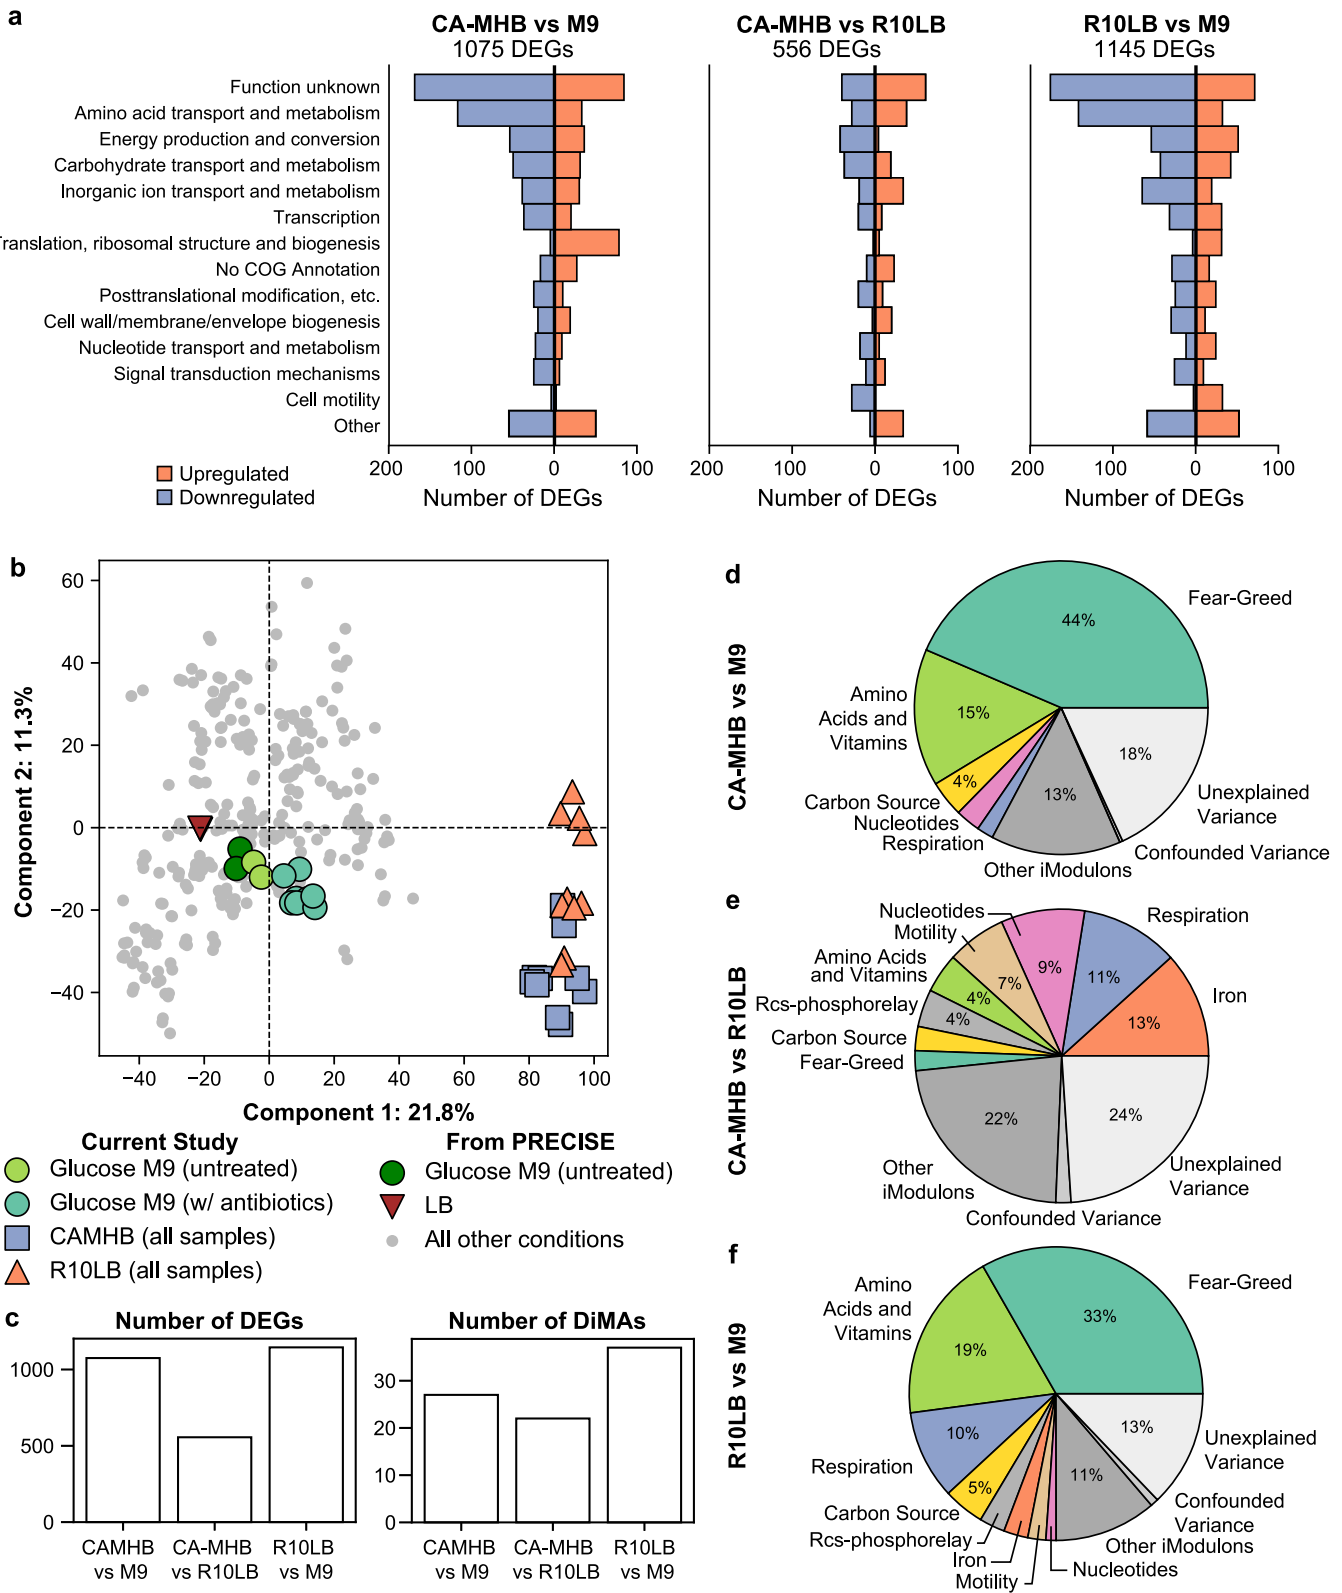 a
CA-MHB vs M9
1075 DEGs
CA-MHB vs R10LB
556 DEGs
R10LB vs M9
1145 DEGs
Function unknown
Amino acid transport and metabolism
Energy production and conversion
Carbohydrate transport and metabolism
Inorganic ion transport and metabolism
Transcription
ranslation, ribosomal structure and biogenesis
No COG Annotation
Posttranslational modification, etc.
Cell wall/membrane/envelope biogenesis
Nucleotide transport and metabolism
Signal transduction mechanisms
Cell motility
Other
200 100 0 100
200 100 0 100
200 100 0 100
Number of DEGs
Number of DEGs
Number of DEGs
Upregulated
Downregulated
b
60
40
20
0
−20
−40
−40 −20 0 20 40 60 80 100
Component 2: 11.3%
Component 1: 21.8%
Current Study
Glucose M9 (untreated)
Glucose M9 (w/ antibiotics)
CAMHB (all samples)
R10LB (all samples)
From PRECISE
Glucose M9 (untreated)
LB
All other conditions
c
Number of DEGs
1000
500
0
CAMHB
vs M9
CA-MHB
vs R10LB
R10LB
vs M9
Number of DiMAs
30
20
10
0
CAMHB
vs M9
CA-MHB
vs R10LB
R10LB
vs M9
d
CA-MHB vs M9
Fear-Greed
44%
Amino
Acids and
Vitamins
15%
4%
Carbon Source
Nucleotides
Respiration
13%
Other iModulons
18%
Unexplained
Variance
Confounded Variance
e
CA-MHB vs R10LB
Nucleotides
Motility
Amino Acids
and Vitamins
Rcs-phosphorelay
Carbon Source
Fear-Greed
Respiration
Iron
9%
7%
4%
4%
11%
13%
22%
24%
Other
iModulons
Unexplained
Variance
Confounded Variance
f
R10LB vs M9
Amino
Acids and
Vitamins
Fear-Greed
33%
19%
10%
5%
11%
13%
Respiration
Carbon Source
Rcs-phosphorelay
Iron
Motility
Unexplained
Variance
Confounded
Variance
Other iModulons
Nucleotides